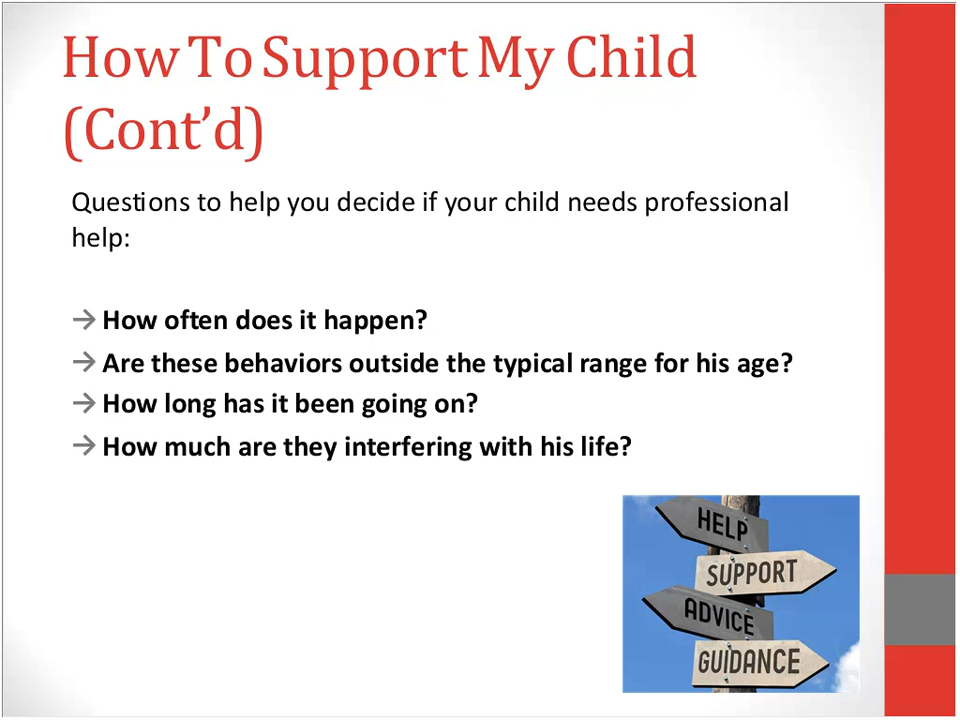 How To Support My Child
(Cont’d)
Questions to help you decide if your child needs professional
help:
→ How often does it happen?
→ Are these behaviors outside the typical range for his age?
→ How long has it been going on?
→ How much are they interfering with his life?
HELP
SUPPORT
ADVICE
GUIDANCE